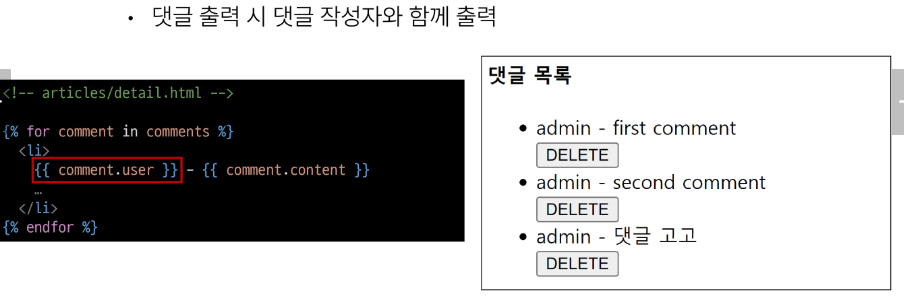 • 댓글 출력 시 댓글 작성자와 함께 출력
<!-- articles/detail.html -->
{% for comment in comments %}
<li>
{{ comment.user }} - {{ comment.content }}
…
</li>
{% endfor %}
댓글 목록
• admin - first comment
DELETE
• admin - second comment
DELETE
• admin - 댓글 고고
DELETE